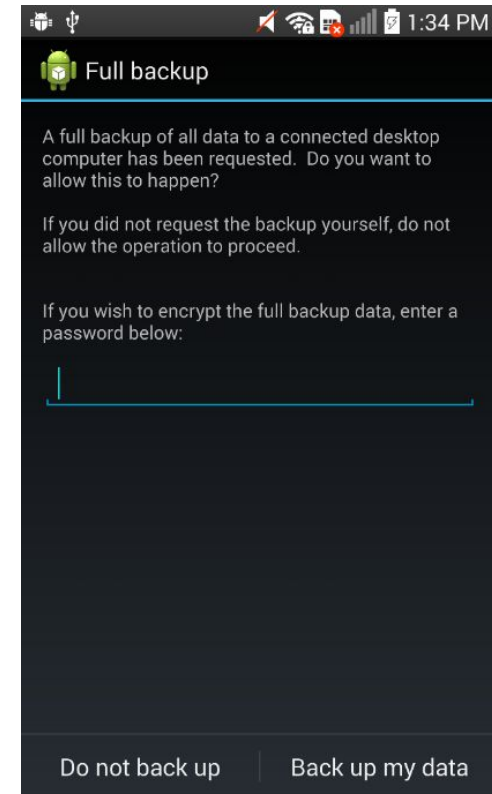 1:34 PM
Full backup
A full backup of all data to a connected desktop
computer has been requested.  Do you want to
allow this to happen?
If you did not request the backup yourself, do not
allow the operation to proceed.
If you wish to encrypt the full backup data, enter a
password below:
Do not back up
Back up my data